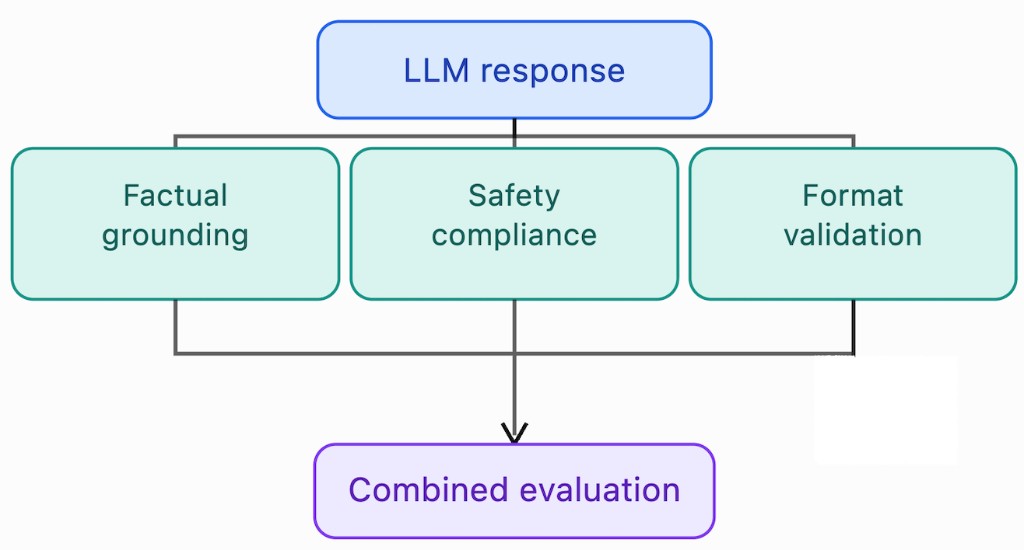 LLM response
Factual
grounding
Safety
compliance
Format
validation
Combined evaluation